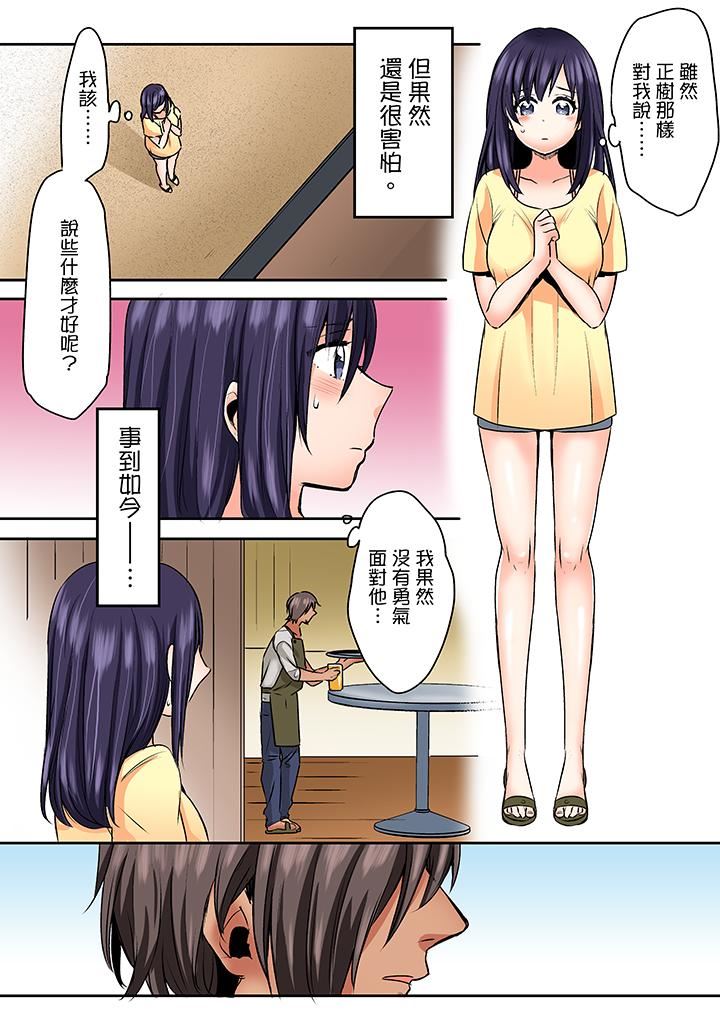 雖然
正樹那樣
對我說……
但果然
還是很害怕。
我該……
說些什麼才好呢？
事到如今——…
我果然
沒有勇氣
面對他…